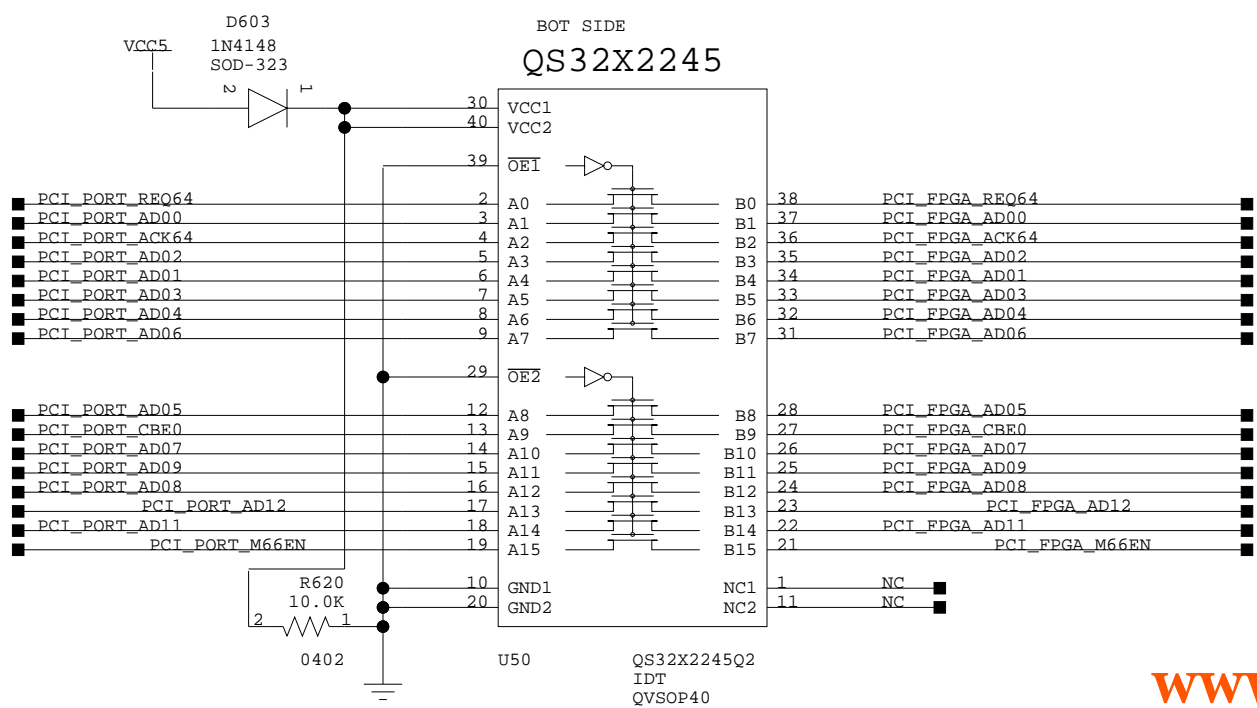 D603
BOT SIDE
VCC5 1N4148
SOD-323
QS32X2245
2 1
30 VCC1
40 VCC2
39 OE1
PCI_PORT_REQ64 2 A0 B0 38 PCI_FPGA_REQ64
PCI_PORT_AD00 3 A1 B1 37 PCI_FPGA_AD00
PCI_PORT_ACK64 4 A2 B2 36 PCI_FPGA_ACK64
PCI_PORT_AD02 5 A3 B3 35 PCI_FPGA_AD02
PCI_PORT_AD01 6 A4 B4 34 PCI_FPGA_AD01
PCI_PORT_AD03 7 A5 B5 33 PCI_FPGA_AD03
PCI_PORT_AD04 8 A6 B6 32 PCI_FPGA_AD04
PCI_PORT_AD06 9 A7 B7 31 PCI_FPGA_AD06
29 OE2
PCI_PORT_AD05 12 A8 B8 28 PCI_FPGA_AD05
PCI_PORT_CBE0 13 A9 B9 27 PCI_FPGA_CBE0
PCI_PORT_AD07 14 A10 B10 26 PCI_FPGA_AD07
PCI_PORT_AD09 15 A11 B11 25 PCI_FPGA_AD09
PCI_PORT_AD08 16 A12 B12 24 PCI_FPGA_AD08
PCI_PORT_AD12 17 A13 B13 23 PCI_FPGA_AD12
PCI_PORT_AD11 18 A14 B14 22 PCI_FPGA_AD11
PCI_PORT_M66EN 19 A15 B15 21 PCI_FPGA_M66EN
R620 10 GND1 NC1 1 NC
10.0K 20 GND2 NC2 11 NC
2 1
0402 U50 QS32X2245Q2
IDT
QVSOP40